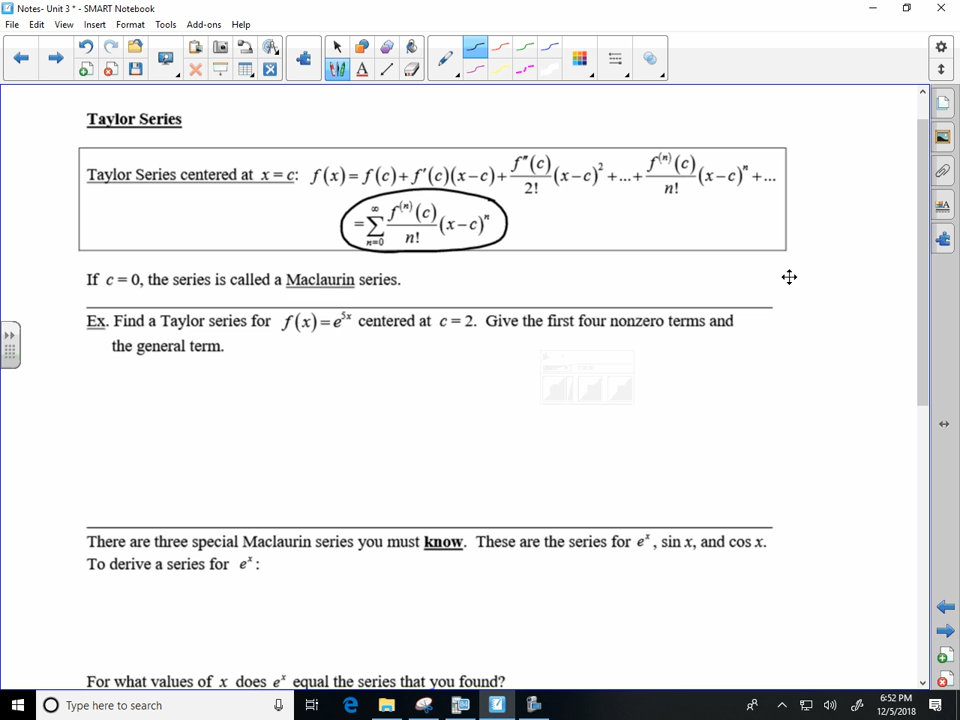 Notes- Unit 3 * - SMART Notebook
File Edit View Insert Format Tools Add-ons Help
Taylor Series
Taylor Series centered at x = c: f(x) = f(c) + f′(c)(x−c) + f″(c)/2! (x−c)² + ... + f⁽ⁿ⁾(c)/n! (x−c)ⁿ + ...
= ∑_{n=0}^{∞} f⁽ⁿ⁾(c)/n! (x−c)ⁿ
If c = 0, the series is called a Maclaurin series.
Ex. Find a Taylor series for f(x) = e⁵ˣ centered at c = 2. Give the first four nonzero terms and
the general term.
There are three special Maclaurin series you must know. These are the series for eˣ, sin x, and cos x.
To derive a series for eˣ:
For what values of x does eˣ equal the series that you found?
Type here to search
6:52 PM
12/5/2018